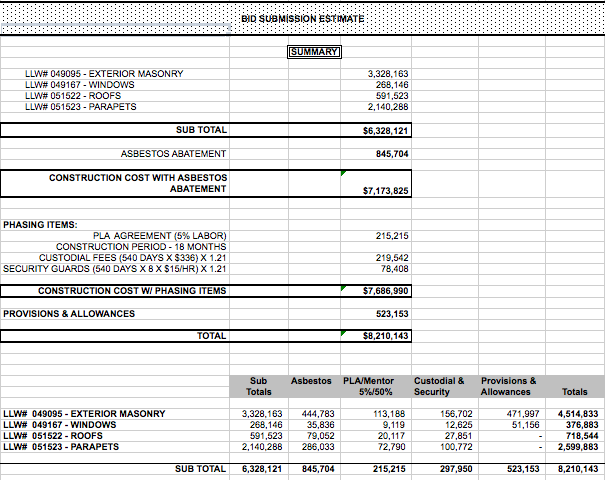 BID SUBMISSION ESTIMATE
SUMMARY
LLW# 049095 - EXTERIOR MASONRY 3,328,163
LLW# 049167 - WINDOWS 268,146
LLW# 051522 - ROOFS 591,523
LLW# 051523 - PARAPETS 2,140,288
SUB TOTAL $6,328,121
ASBESTOS ABATEMENT 845,704
CONSTRUCTION COST WITH ASBESTOS
ABATEMENT $7,173,825
PHASING ITEMS:
PLA AGREEMENT (5% LABOR) 215,215
CONSTRUCTION PERIOD - 18 MONTHS
CUSTODIAL FEES (540 DAYS X $336) X 1.21 219,542
SECURITY GUARDS (540 DAYS X 8 X $15/HR) X 1.21 78,408
CONSTRUCTION COST W/ PHASING ITEMS $7,686,990
PROVISIONS & ALLOWANCES 523,153
TOTAL $8,210,143
Sub Asbestos PLA/Mentor Custodial & Provisions &
Totals 5%/50% Security Allowances Totals
LLW# 049095 - EXTERIOR MASONRY 3,328,163 444,783 113,188 156,702 471,997 4,514,833
LLW# 049167 - WINDOWS 268,146 35,836 9,119 12,625 51,156 376,883
LLW# 051522 - ROOFS 591,523 79,052 20,117 27,851 - 718,544
LLW# 051523 - PARAPETS 2,140,288 286,033 72,790 100,772 - 2,599,883
SUB TOTAL 6,328,121 845,704 215,215 297,950 523,153 8,210,143